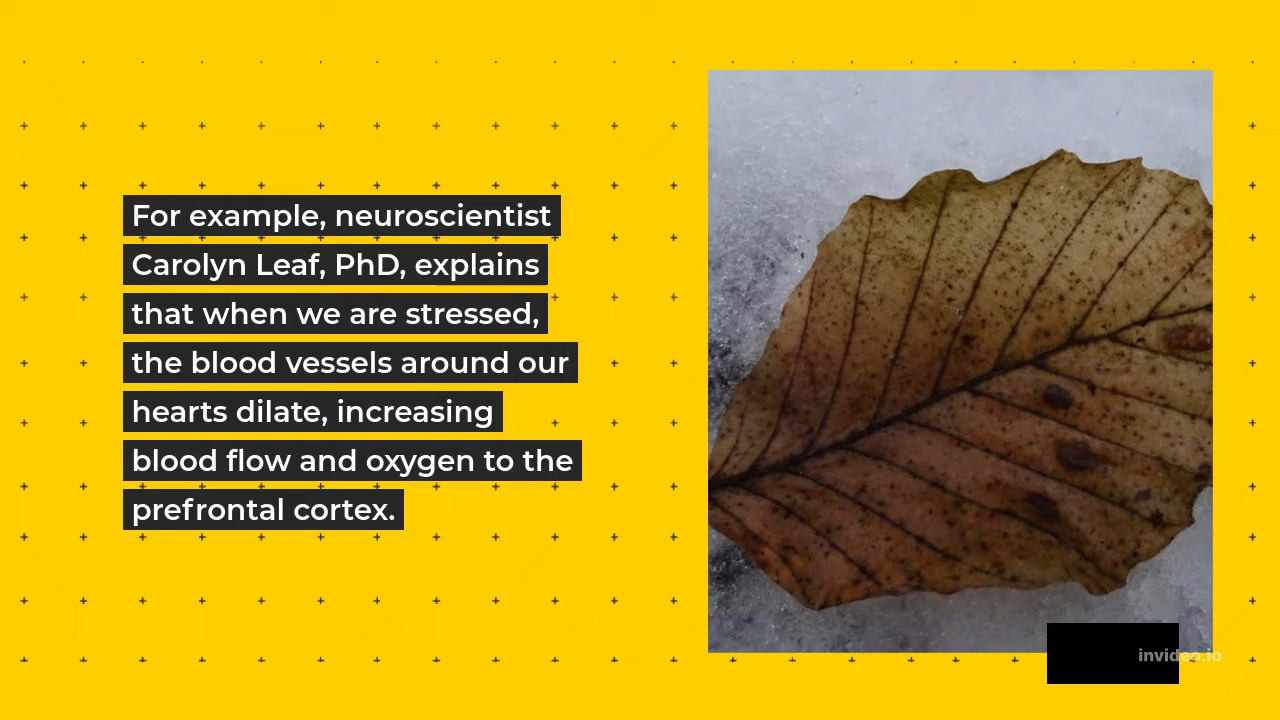 For example, neuroscientist
Carolyn Leaf, PhD, explains
that when we are stressed,
the blood vessels around our
hearts dilate, increasing
blood flow and oxygen to the
prefrontal cortex.
invideo.io